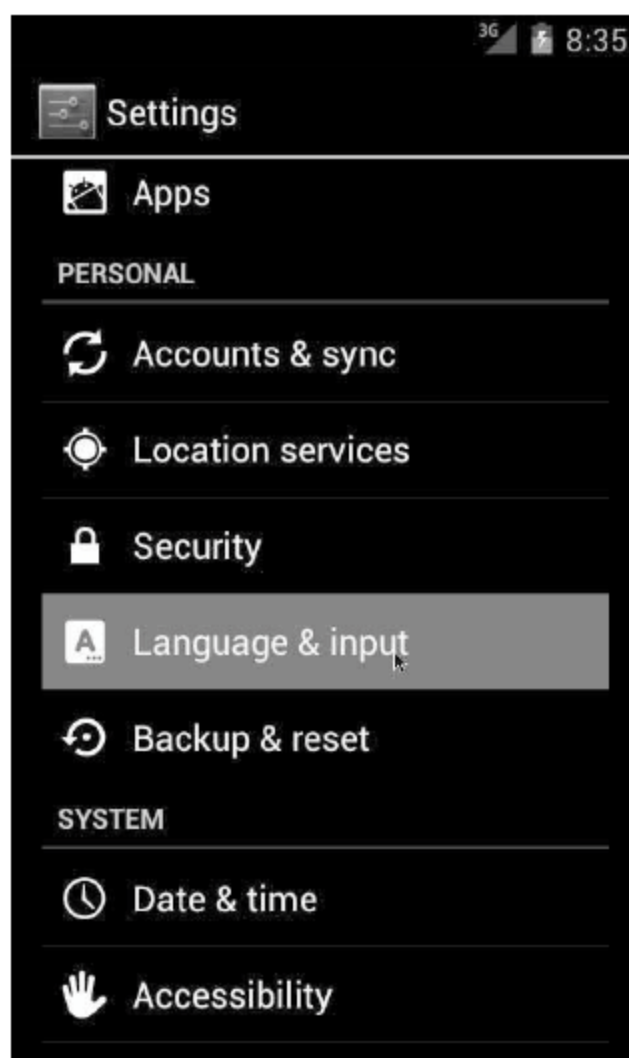 3G 8:35
Settings
Apps
PERSONAL
Accounts & sync
Location services
Security
A
Language & input
Backup & reset
SYSTEM
Date & time
Accessibility